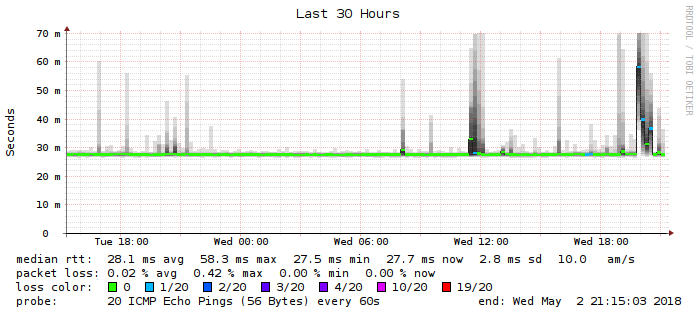 Last 30 Hours
RRDTOOL / TOBI OETIKER
Seconds
70 m
60 m
50 m
40 m
30 m
20 m
10 m
0
Tue 18:00 Wed 00:00 Wed 06:00 Wed 12:00 Wed 18:00
median rtt: 28.1 ms avg 58.3 ms max 27.5 ms min 27.7 ms now 2.8 ms sd 10.0 am/s
packet loss: 0.02 % avg 0.42 % max 0.00 % min 0.00 % now
loss color: 0 1/20 2/20 3/20 4/20 10/20 19/20
probe: 20 ICMP Echo Pings (56 Bytes) every 60s end: Wed May 2 21:15:03 2018